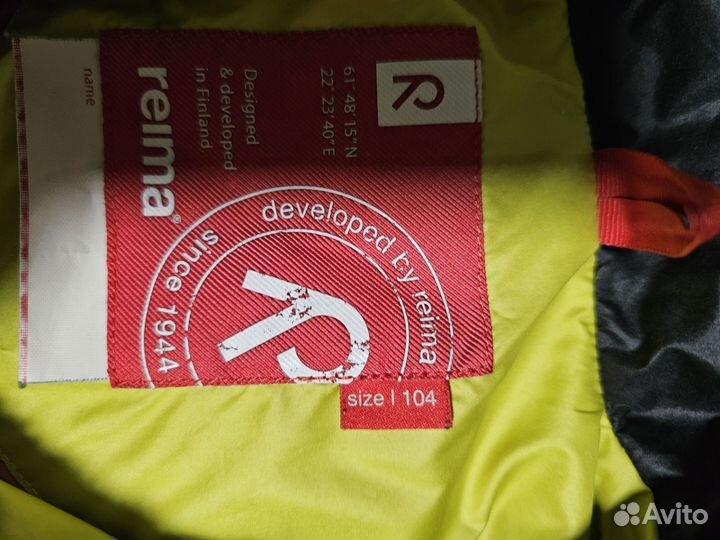 name
reima®
Designed
& developed
in Finland.
61° 48'15" N
22° 23'40" E
R
developed by reima
since 1944
R
size | 104
Avito